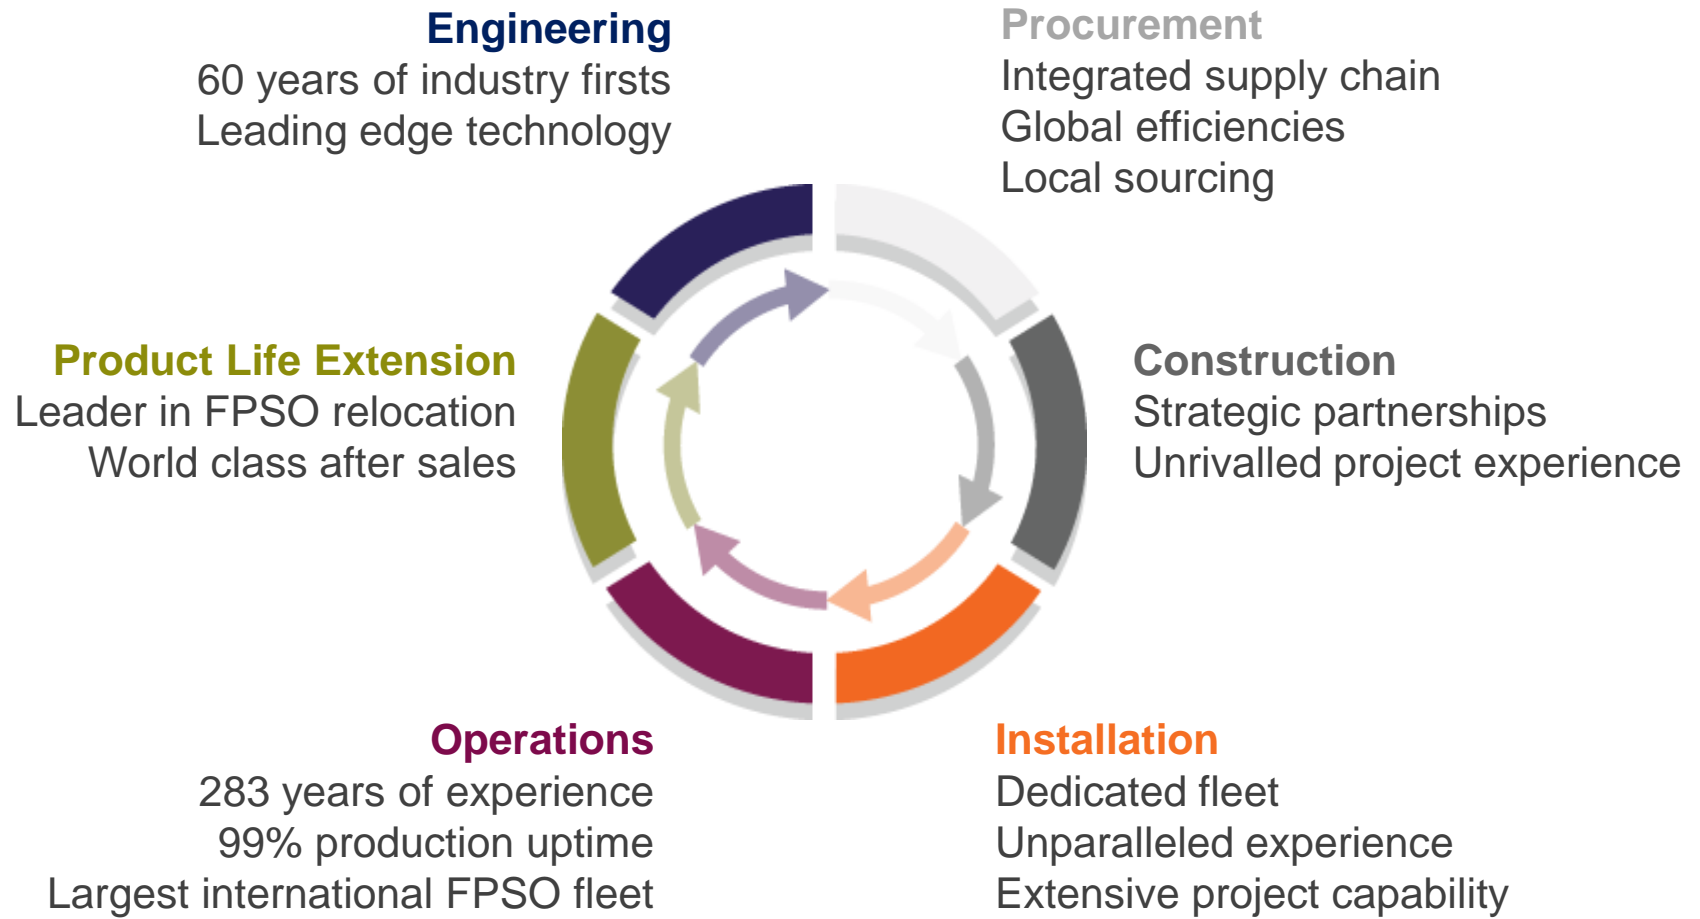 Engineering
60 years of industry firsts
Leading edge technology
Procurement
Integrated supply chain
Global efficiencies
Local sourcing
Product Life Extension
Leader in FPSO relocation
World class after sales
Construction
Strategic partnerships
Unrivalled project experience
Operations
283 years of experience
99% production uptime
Largest international FPSO fleet
Installation
Dedicated fleet
Unparalleled experience
Extensive project capability